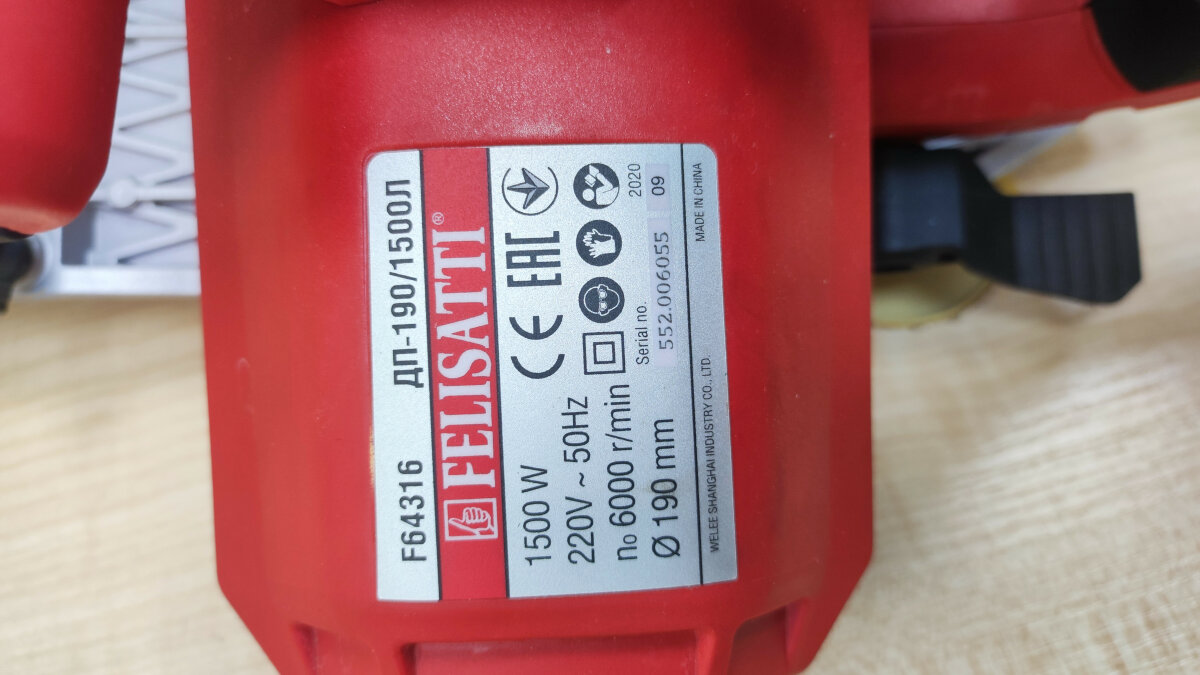 F64316 ДП-190/1500Л
FELISATTI®
1500 W
220V ~ 50Hz
n₀ 6000 r/min
Ø 190 mm
CE EAC
Serial no. 2020
552.006055 09
WELEE SHANGHAI INDUSTRY CO., LTD. MADE IN CHINA